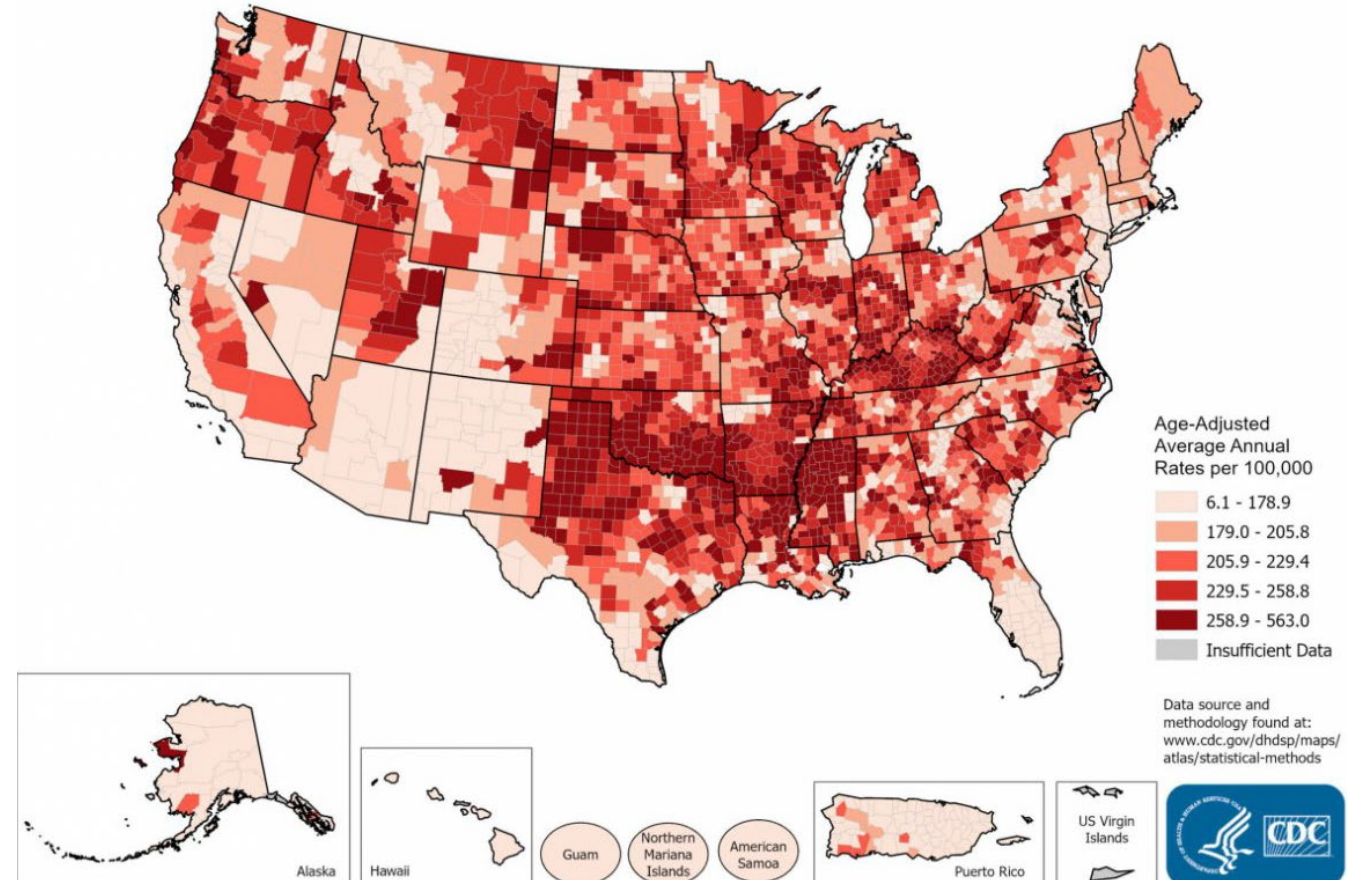 Age-Adjusted
Average Annual
Rates per 100,000
6.1 - 178.9
179.0 - 205.8
205.9 - 229.4
229.5 - 258.8
258.9 - 563.0
Insufficient Data
Data source and
methodology found at:
www.cdc.gov/dhdsp/maps/
atlas/statistical-methods
Alaska
Hawaii
Guam
Northern
Mariana
Islands
American
Samoa
Puerto Rico
US Virgin
Islands
CDC